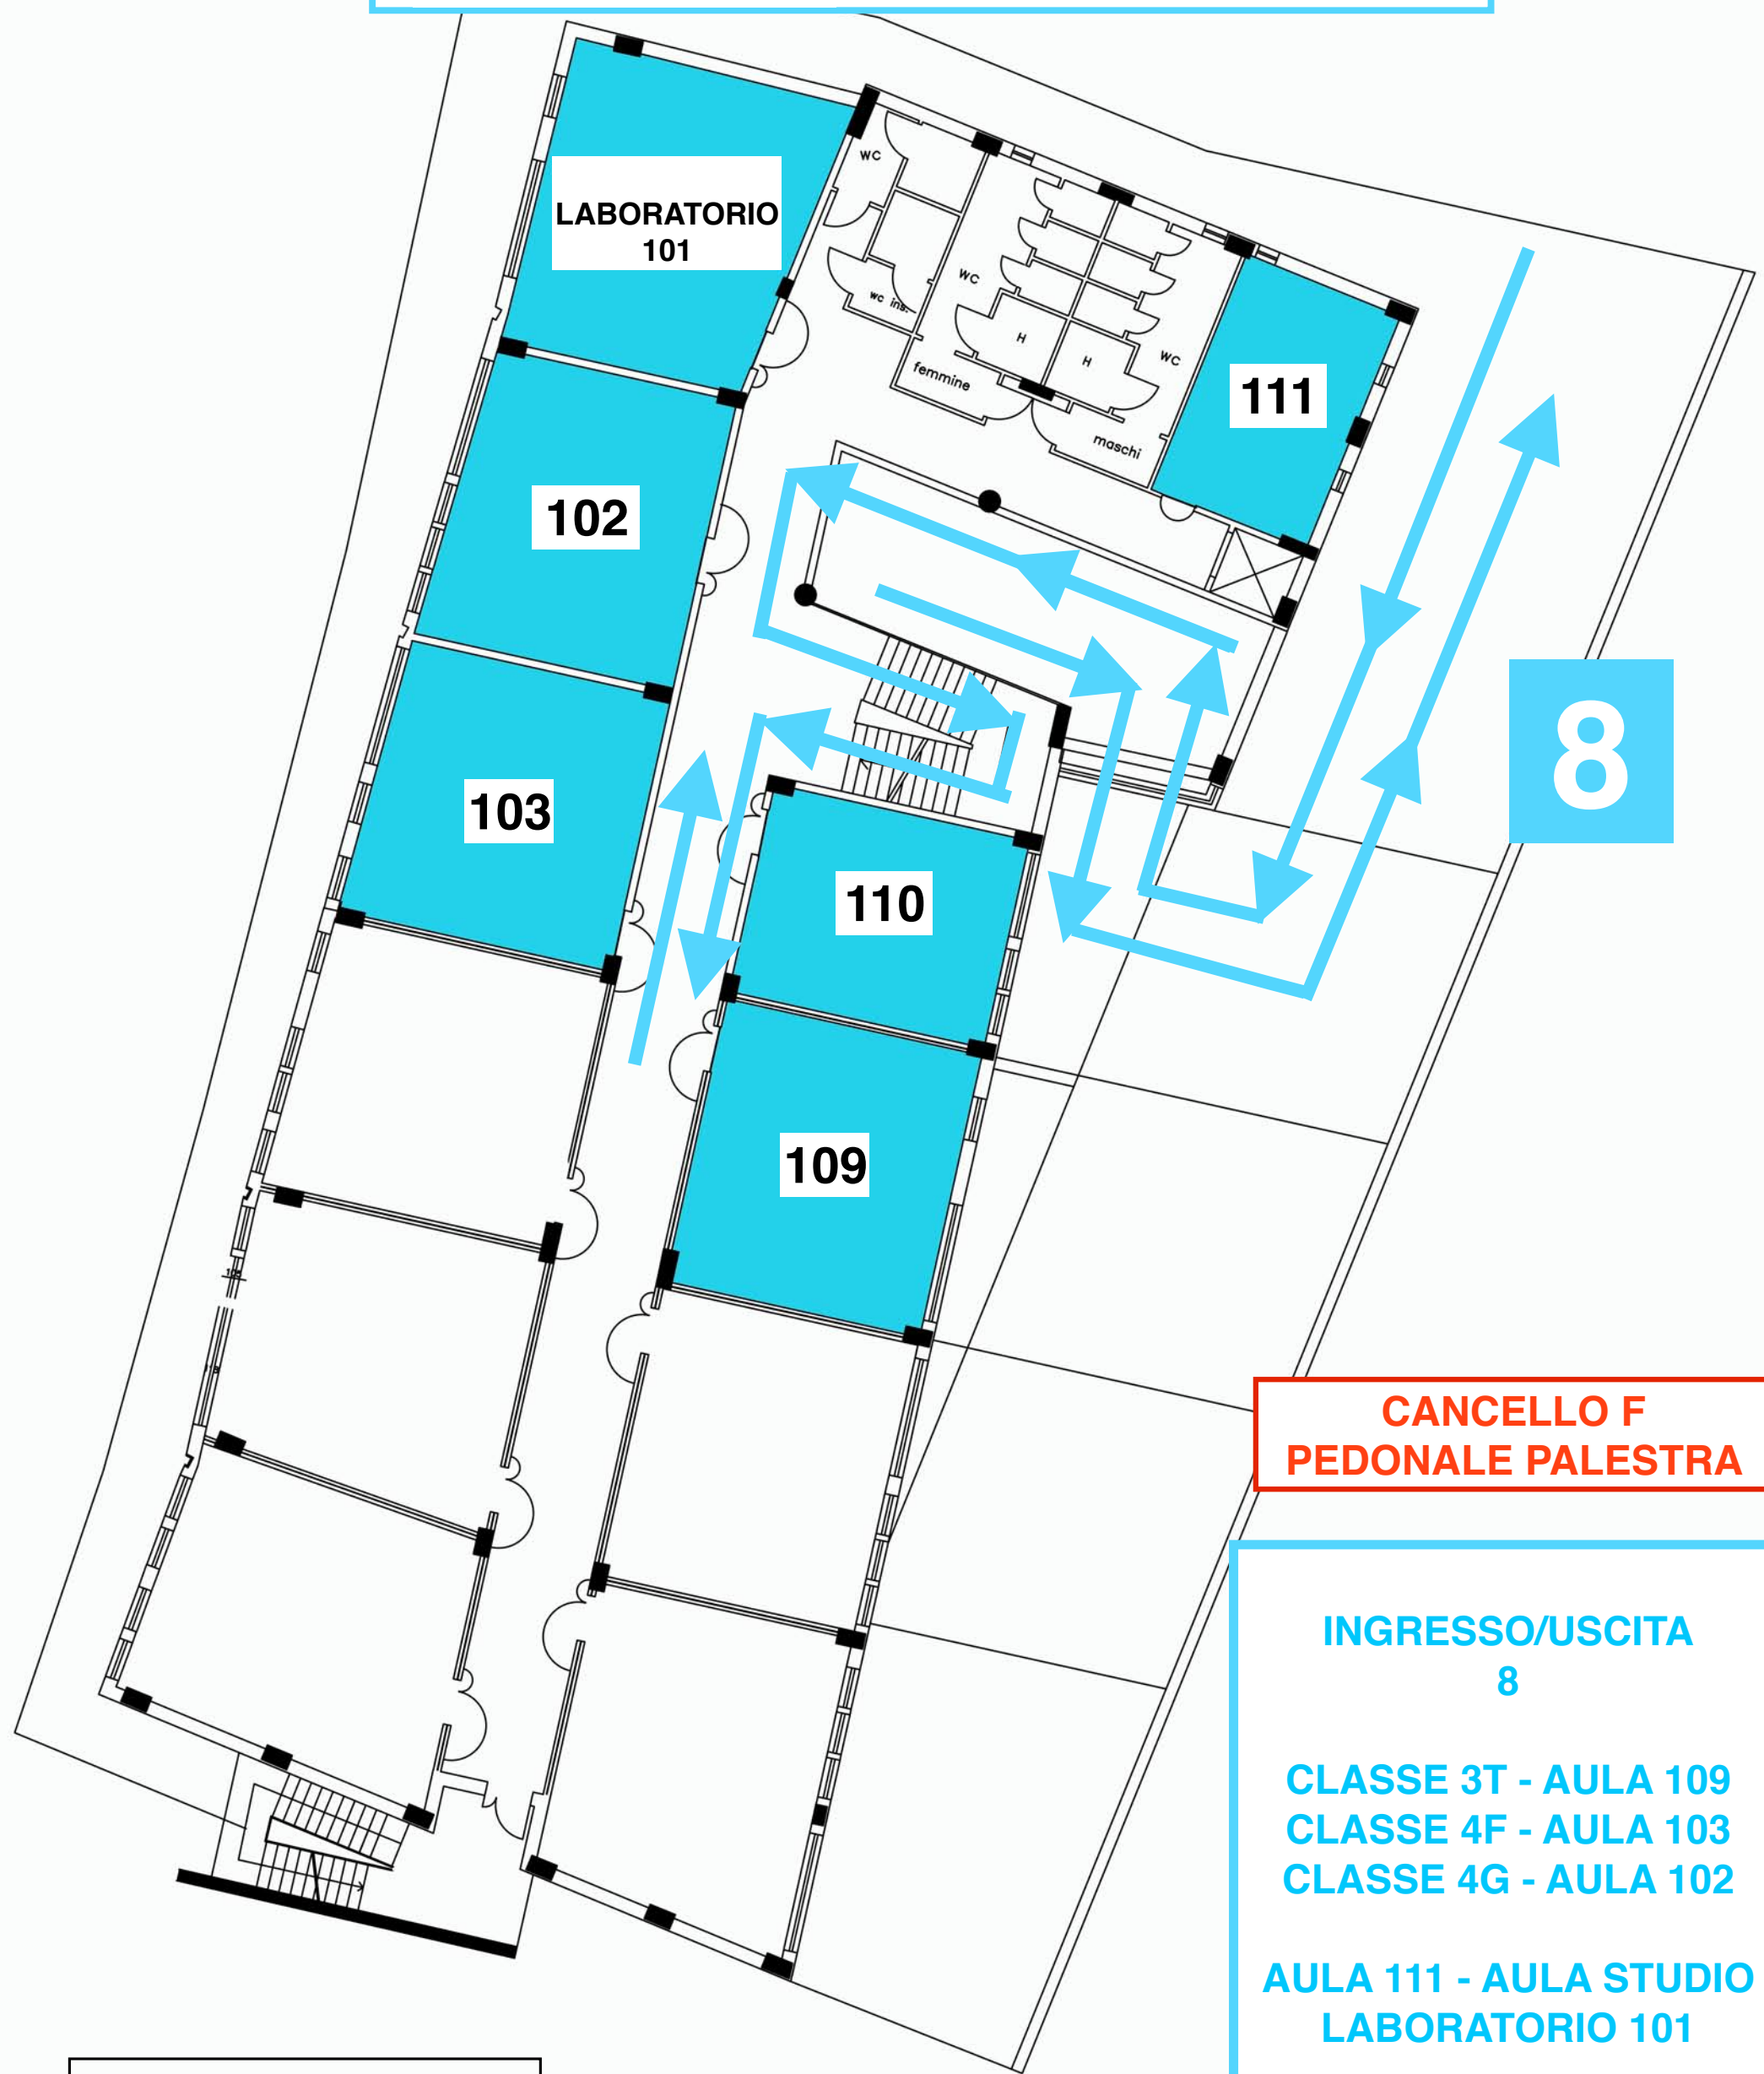 LABORATORIO
101
WC
wc ins.
WC
H
H
WC
femmine
maschi
111
102
103
8
110
109
CANCELLO F
PEDONALE PALESTRA
INGRESSO/USCITA
8
CLASSE 3T - AULA 109
CLASSE 4F - AULA 103
CLASSE 4G - AULA 102
AULA 111 - AULA STUDIO
LABORATORIO 101